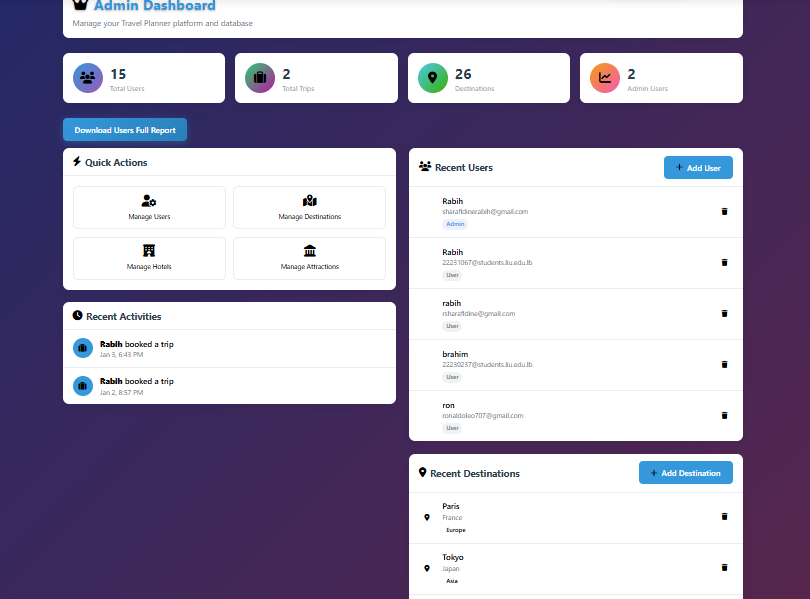 Admin Dashboard
Manage your Travel Planner platform and database
15
Total Users
2
Total Trips
26
Destinations
2
Admin Users
Download Users Full Report
Quick Actions
Manage Users
Manage Destinations
Manage Hotels
Manage Attractions
Recent Activities
Rabih booked a trip
Jan 3, 6:43 PM
Rabih booked a trip
Jan 2, 8:57 PM
Recent Users
+ Add User
Rabih
sharafldinerabih@gmail.com
Admin
Rabih
22231067@students.liu.edu.lb
User
rabih
rsharafldine@gmail.com
User
brahim
22230237@students.liu.edu.lb
User
ron
ronaldoleo707@gmail.com
User
Recent Destinations
+ Add Destination
Paris
France
Europe
Tokyo
Japan
Asia